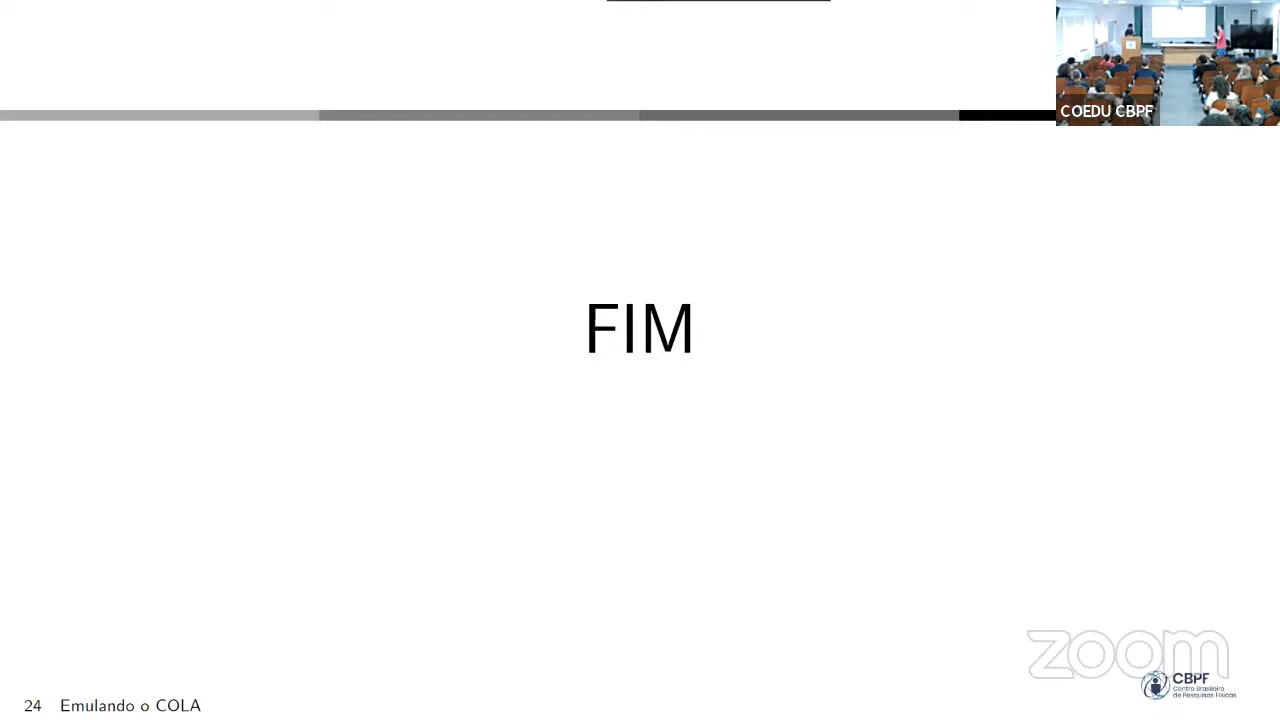 COEDU CBPF
FIM
zoom
CBPF
Centro Brasileiro
de Pesquisas Físicas
24 Emulando o COLA